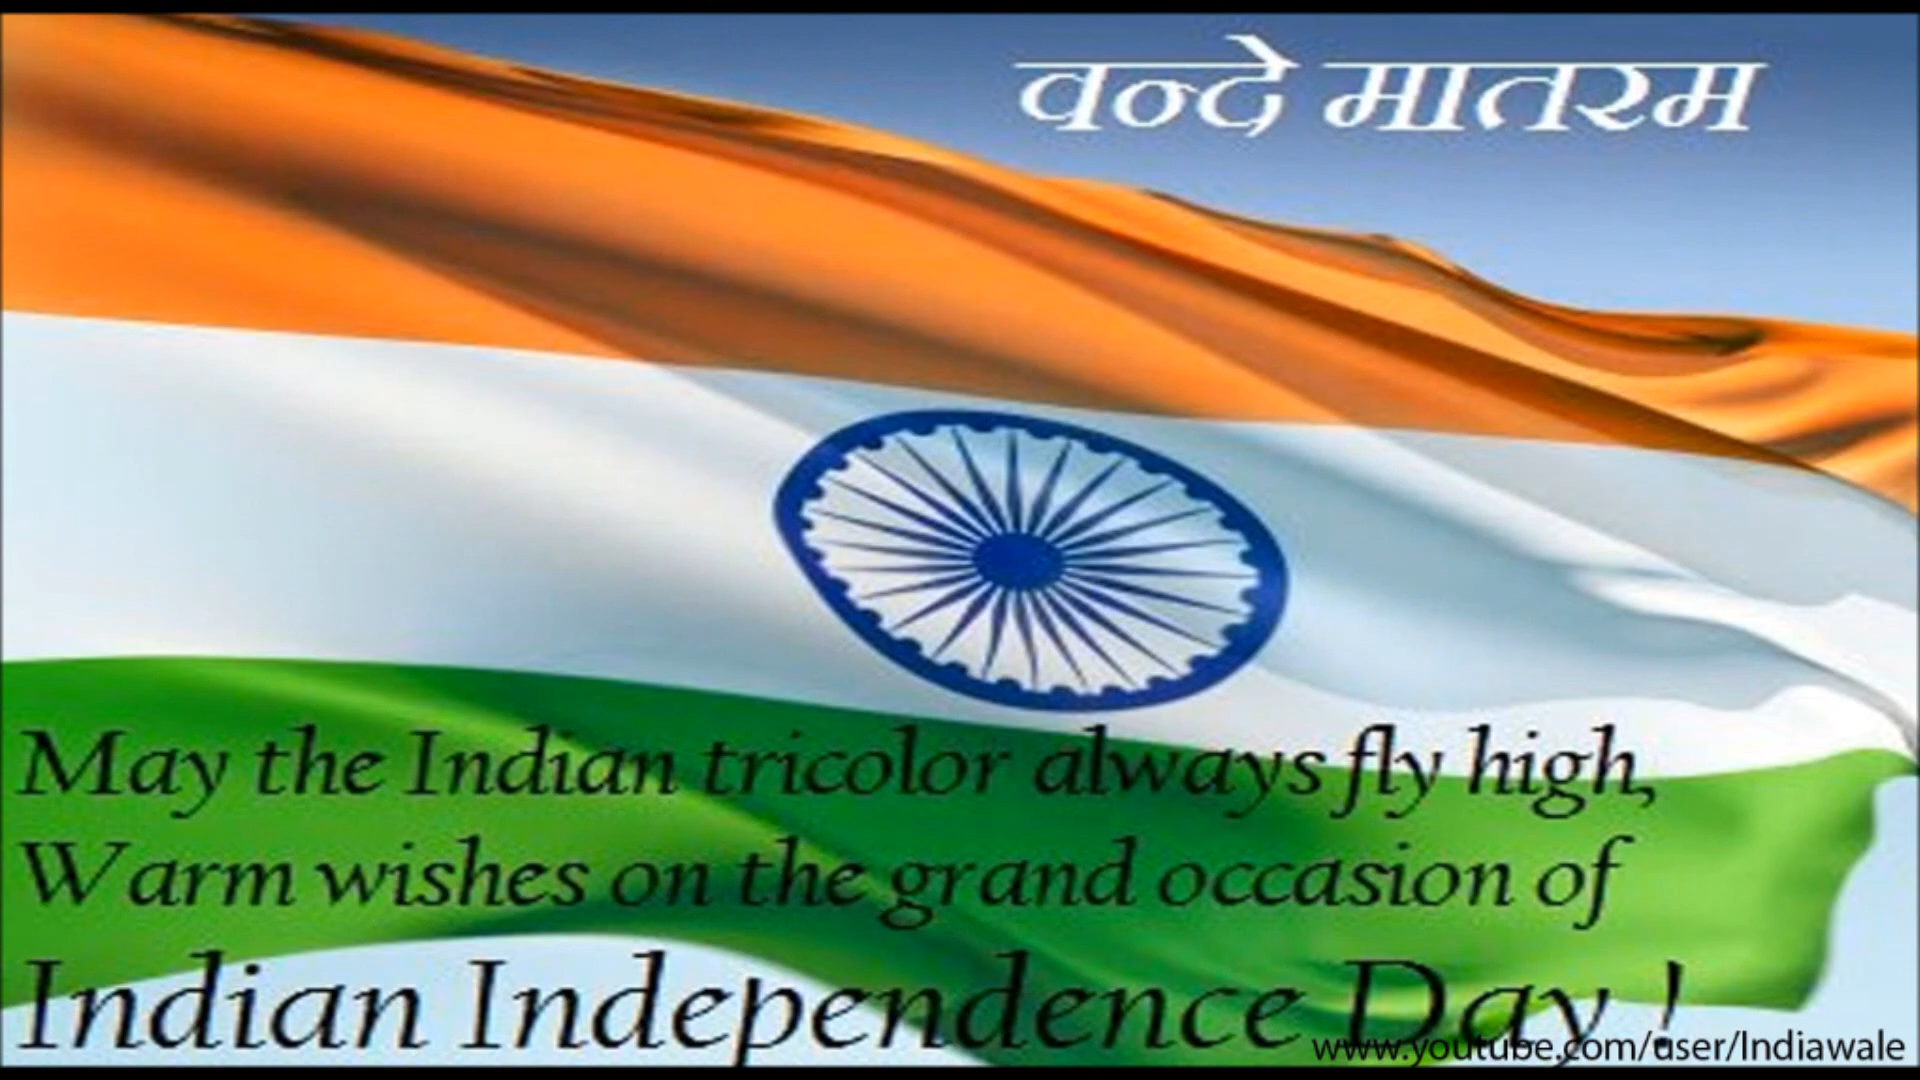 वन्दे मातरम
May the Indian tricolor always fly high,
Warm wishes on the grand occasion of
Indian Independence Day !
www.youtube.com/user/Indiawale